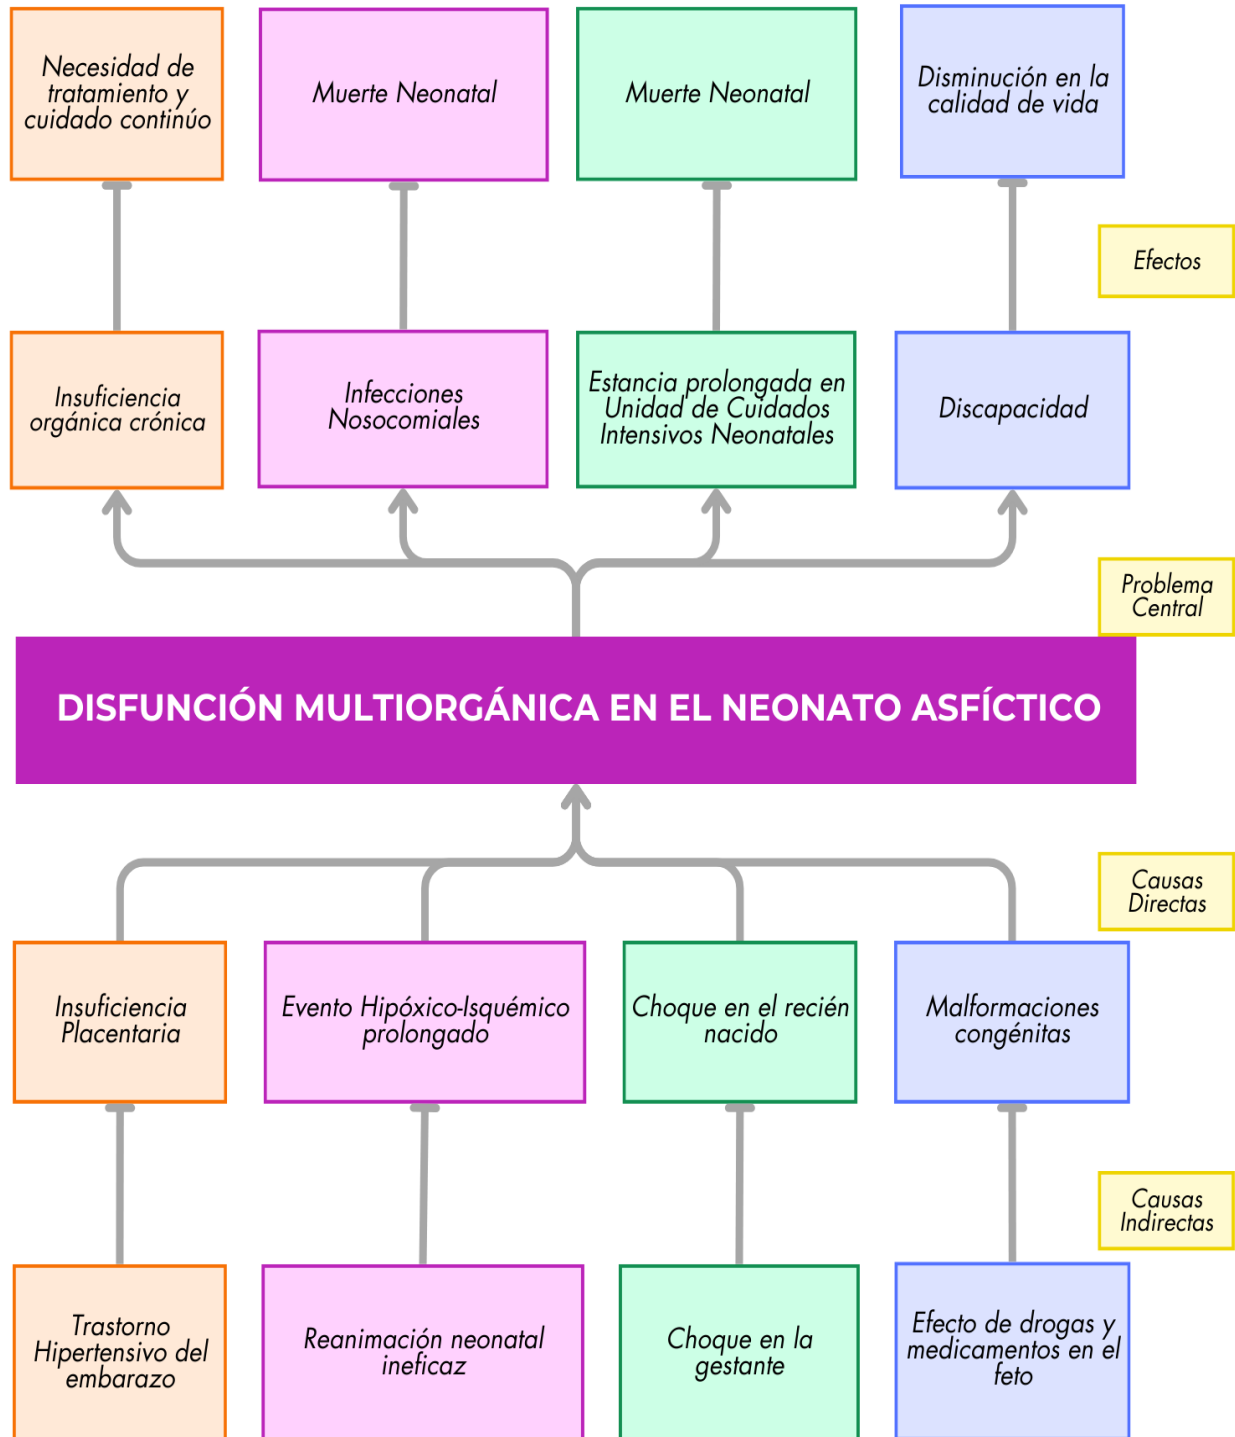 Necesidad de
tratamiento y
cuidado continúo
Muerte Neonatal
Muerte Neonatal
Disminución en la
calidad de vida
Efectos
Insuficiencia
orgánica crónica
Infecciones
Nosocomiales
Estancia prolongada en
Unidad de Cuidados
Intensivos Neonatales
Discapacidad
Problema
Central
DISFUNCIÓN MULTIORGÁNICA EN EL NEONATO ASFÍCTICO
Causas
Directas
Insuficiencia
Placentaria
Evento Hipóxico-Isquémico
prolongado
Choque en el recién
nacido
Malformaciones
congénitas
Causas
Indirectas
Trastorno
Hipertensivo del
embarazo
Reanimación neonatal
ineficaz
Choque en la
gestante
Efecto de drogas y
medicamentos en el
feto